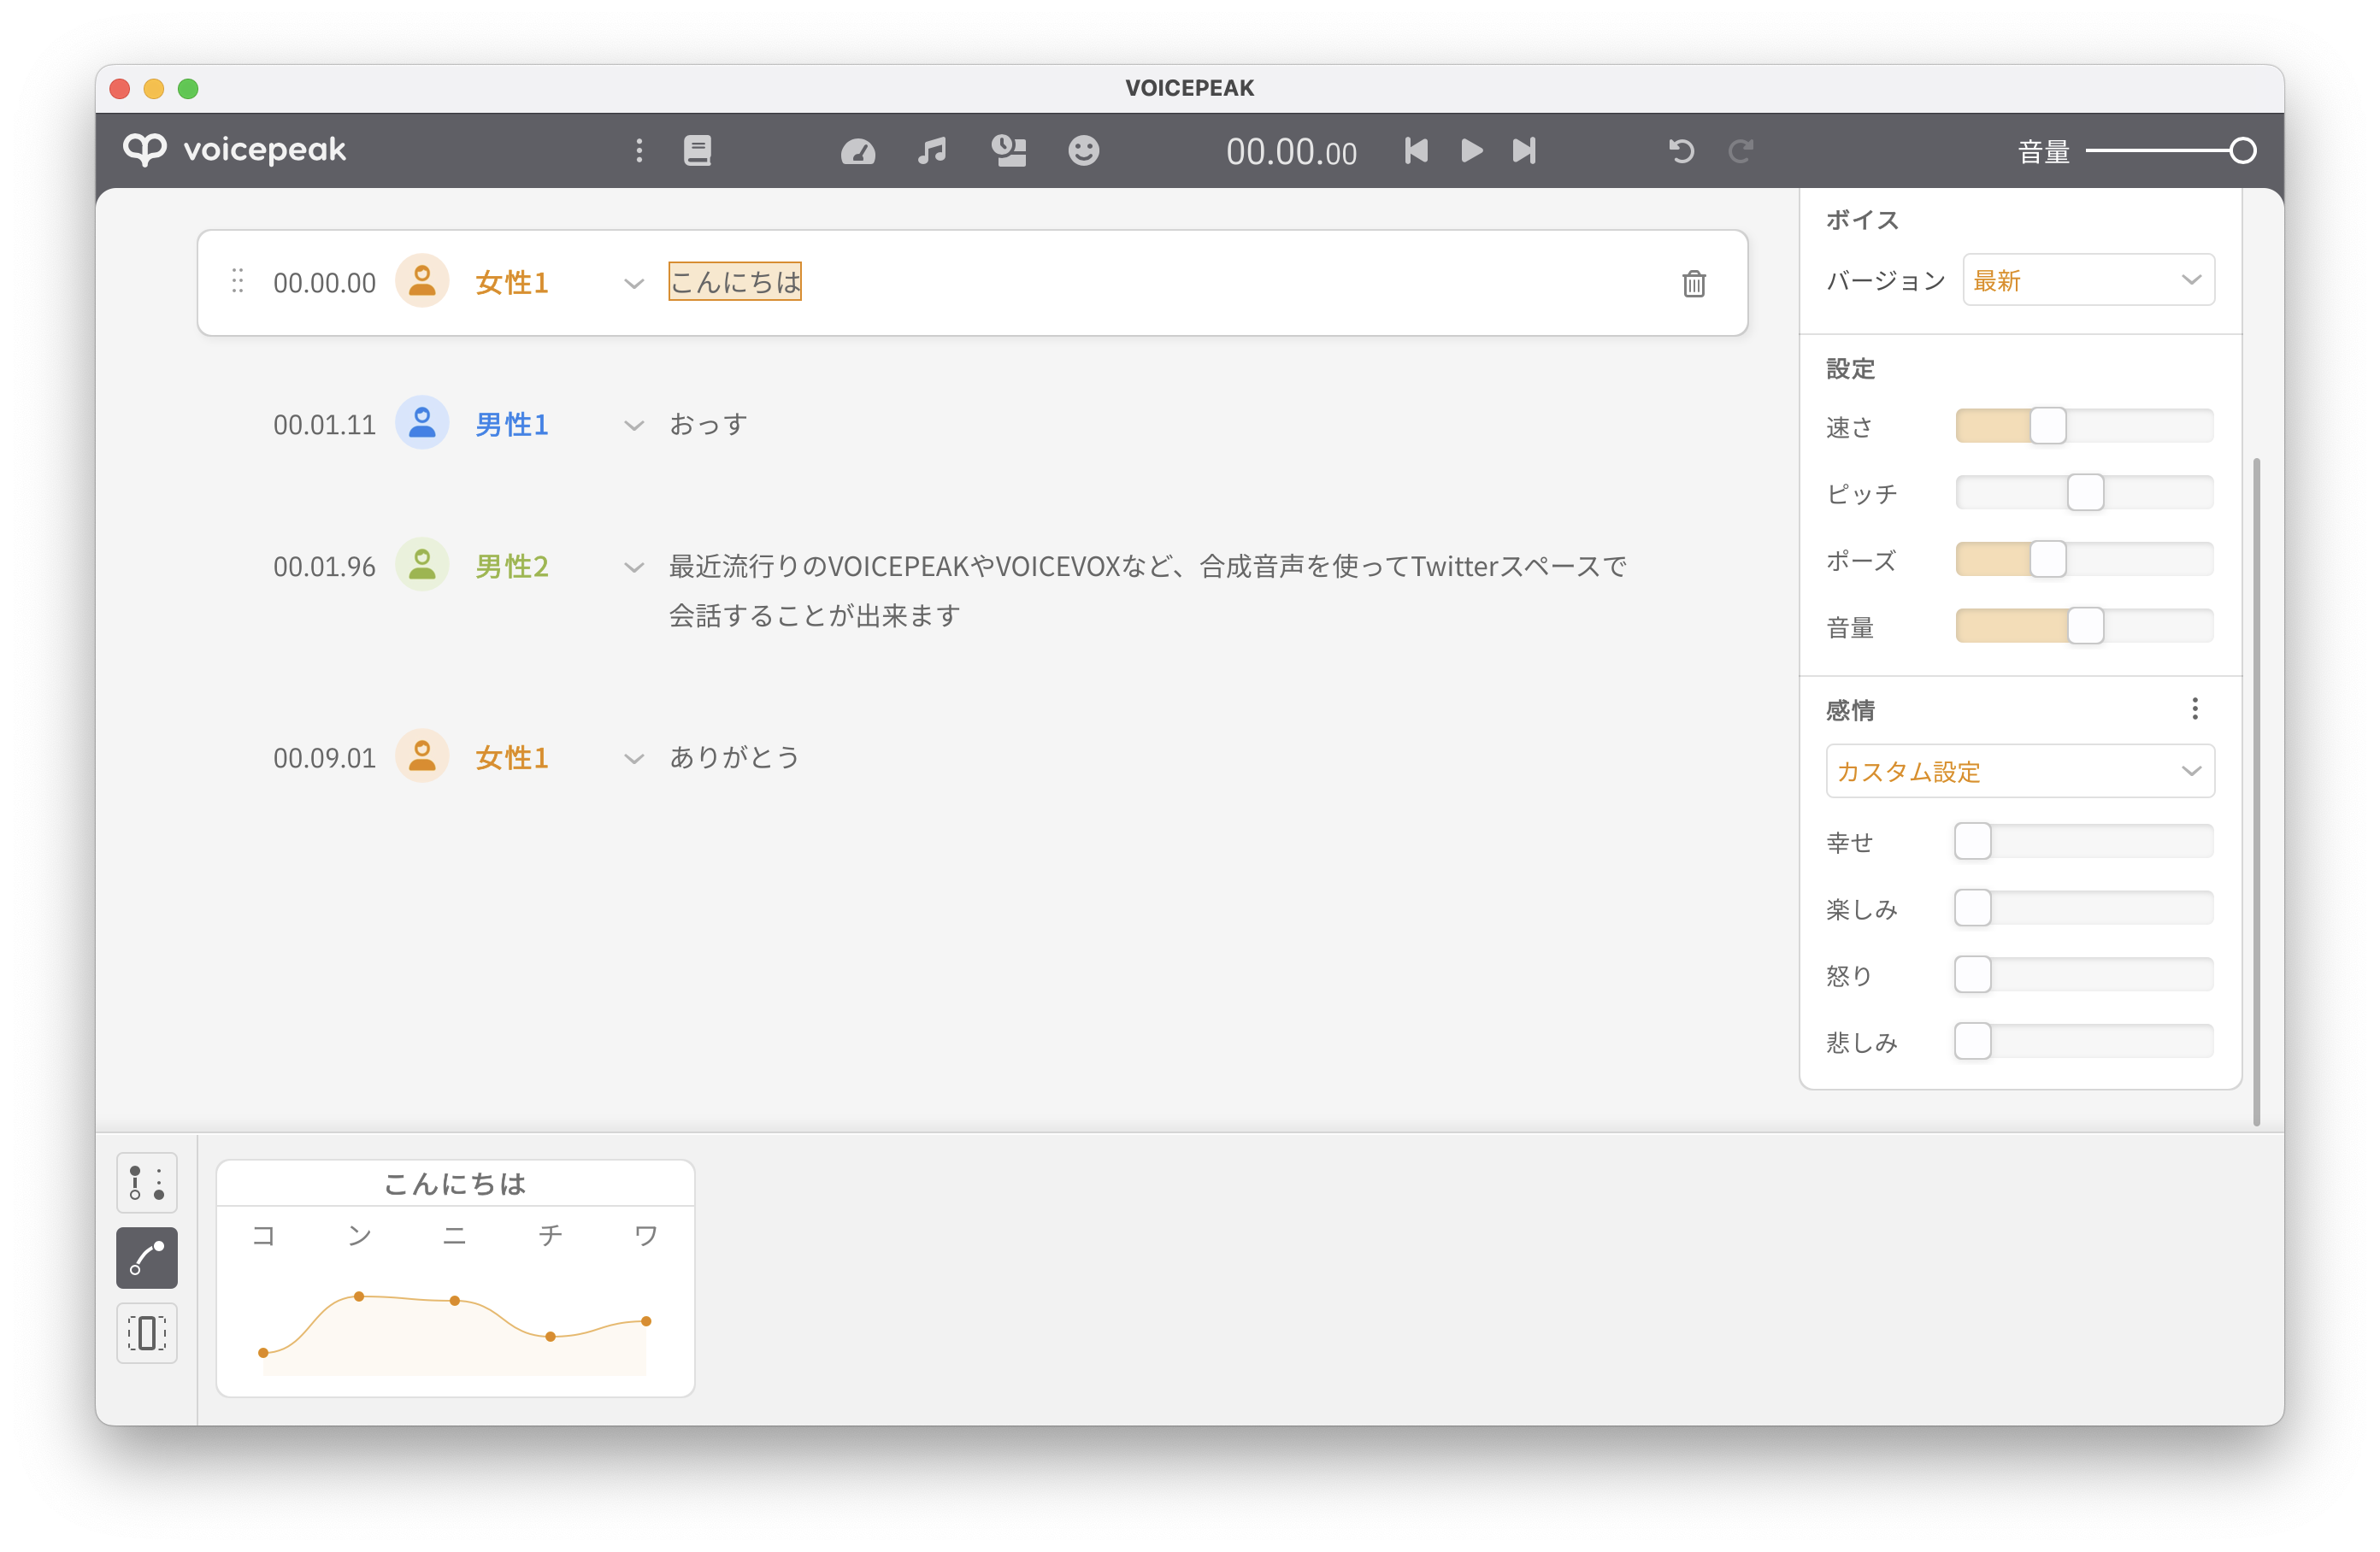 VOICEPEAK
voicepeak
00.00.00
音量
00.00.00 女性1 こんにちは
00.01.11 男性1 おっす
00.01.96 男性2 最近流行りのVOICEPEAKやVOICEVOXなど、合成音声を使ってTwitterスペースで
会話することが出来ます
00.09.01 女性1 ありがとう
ボイス
バージョン 最新
設定
速さ
ピッチ
ポーズ
音量
感情
カスタム設定
幸せ
楽しみ
怒り
悲しみ
こんにちは
コ ン ニ チ ワ